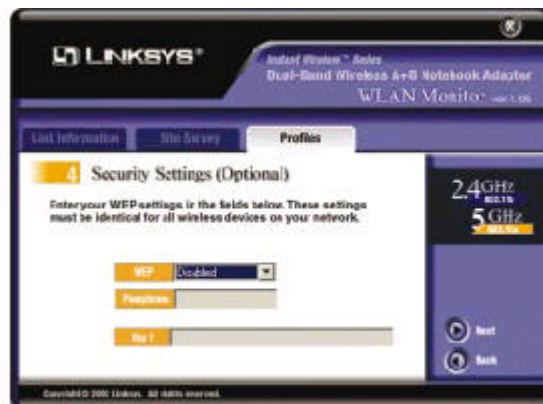 LINKSYS®
Instant Wireless™ Series
Dual-Band Wireless A+B Notebook Adapter
WLAN Monitor
Link Information
Site Survey
Profiles
4 Security Settings (Optional)
Enter your WEP settings in the fields below. These settings
must be identical for all wireless devices on your network.
WEP
Disabled
Passphrase
Key 1
2.4GHz
802.11b
5 GHz
802.11a
Next
Back
Copyright © 2002 Linksys. All rights reserved.